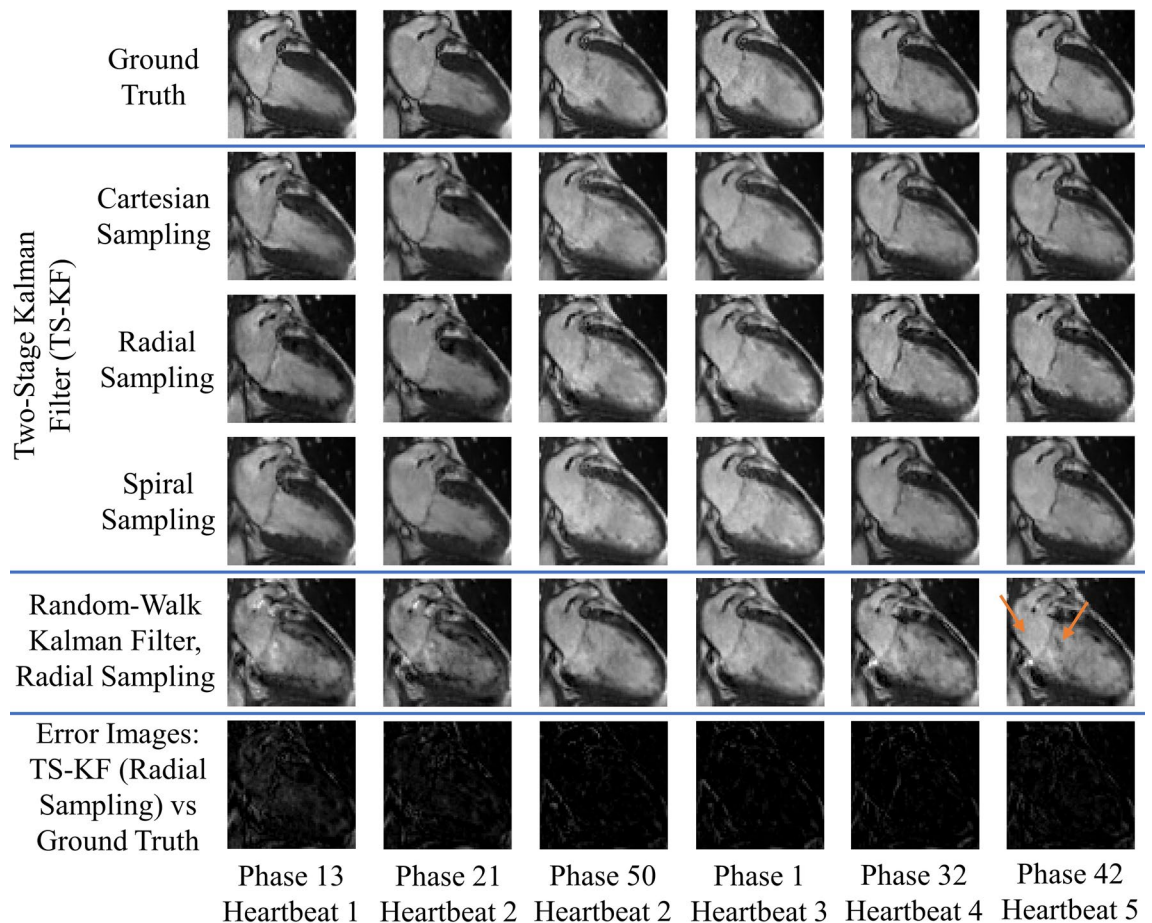 Ground
Truth
Two-Stage Kalman
Filter (TS-KF)
Cartesian
Sampling
Radial
Sampling
Spiral
Sampling
Random-Walk
Kalman Filter,
Radial Sampling
Error Images:
TS-KF (Radial
Sampling) vs
Ground Truth
Phase 13
Heartbeat 1
Phase 21
Heartbeat 2
Phase 50
Heartbeat 2
Phase 1
Heartbeat 3
Phase 32
Heartbeat 4
Phase 42
Heartbeat 5